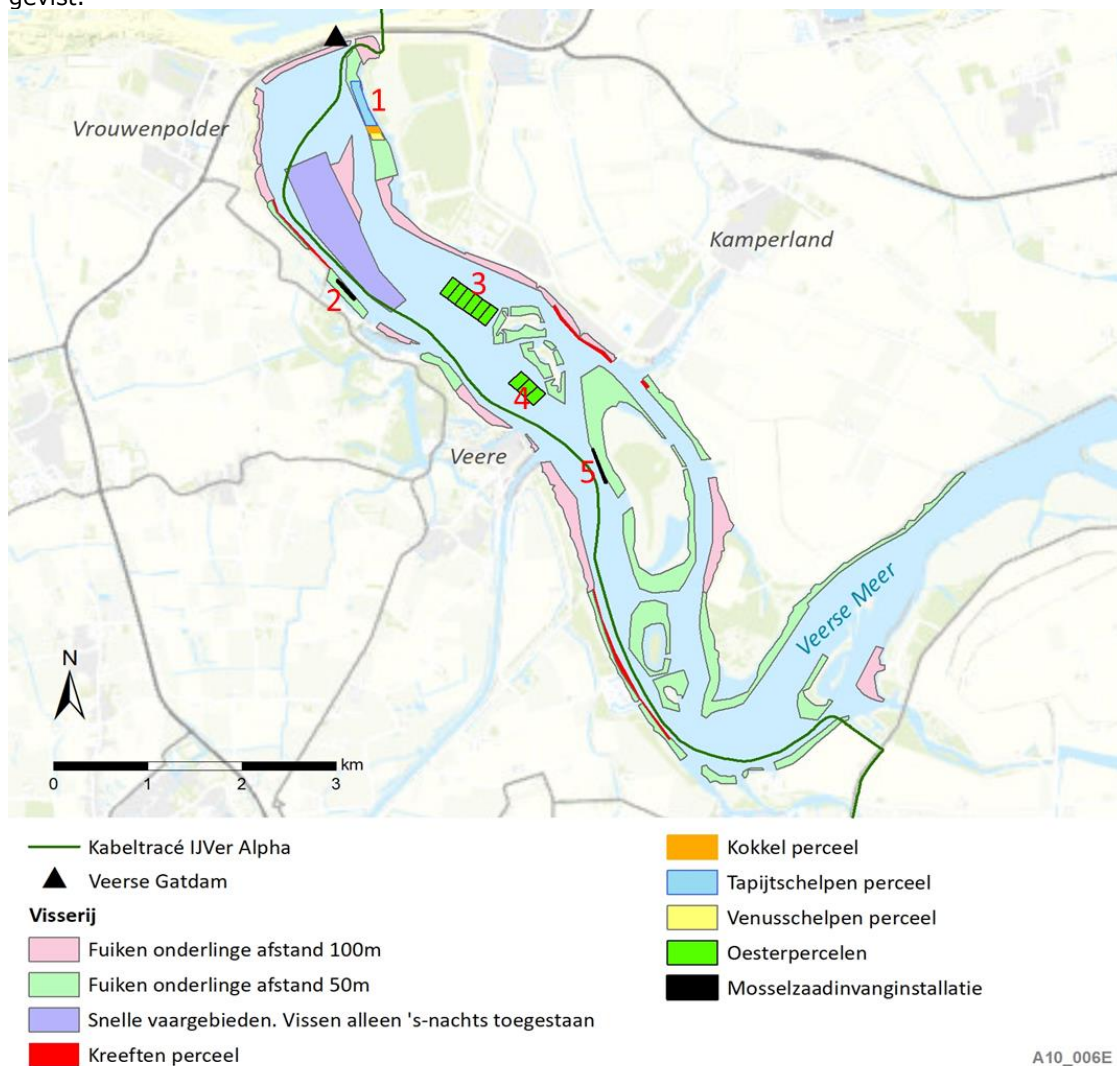 gevist.
1
Vrouwenpolder
Kamperland
3
2
4
Veere
5
Veerse Meer
N
km
0 1 2 3
Kabeltracé IJVer Alpha
Veerse Gatdam
Visserij
Fuiken onderlinge afstand 100m
Fuiken onderlinge afstand 50m
Snelle vaargebieden. Vissen alleen 's-nachts toegestaan
Kreeften perceel
Kokkel perceel
Tapijtschelpen perceel
Venusschelpen perceel
Oesterpercelen
Mosselzaadinvanginstallatie
A10_006E